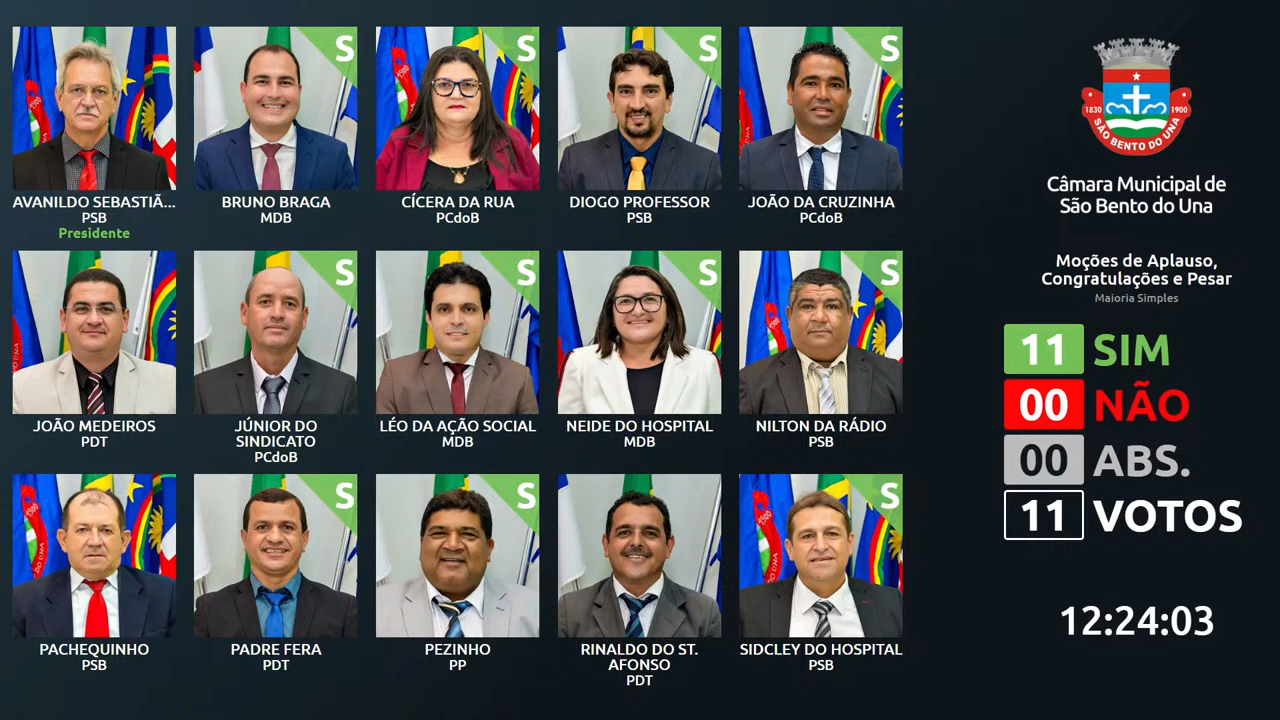 S
S
S
S
AVANILDO SEBASTIÃ...
PSB
Presidente
BRUNO BRAGA
MDB
CÍCERA DA RUA
PCdoB
DIOGO PROFESSOR
PSB
JOÃO DA CRUZINHA
PCdoB
S
S
S
S
JOÃO MEDEIROS
PDT
JÚNIOR DO
SINDICATO
PCdoB
LÉO DA AÇÃO SOCIAL
MDB
NEIDE DO HOSPITAL
MDB
NILTON DA RÁDIO
PSB
S
S
S
PACHEQUINHO
PSB
PADRE FERA
PDT
PEZINHO
PP
RINALDO DO ST.
AFONSO
PDT
SIDCLEY DO HOSPITAL
PSB
1830 1900
SÃO BENTO DO UNA
Câmara Municipal de
São Bento do Una
Moções de Aplauso,
Congratulações e Pesar
Maioria Simples
11 SIM
00 NÃO
00 ABS.
11 VOTOS
12:24:03